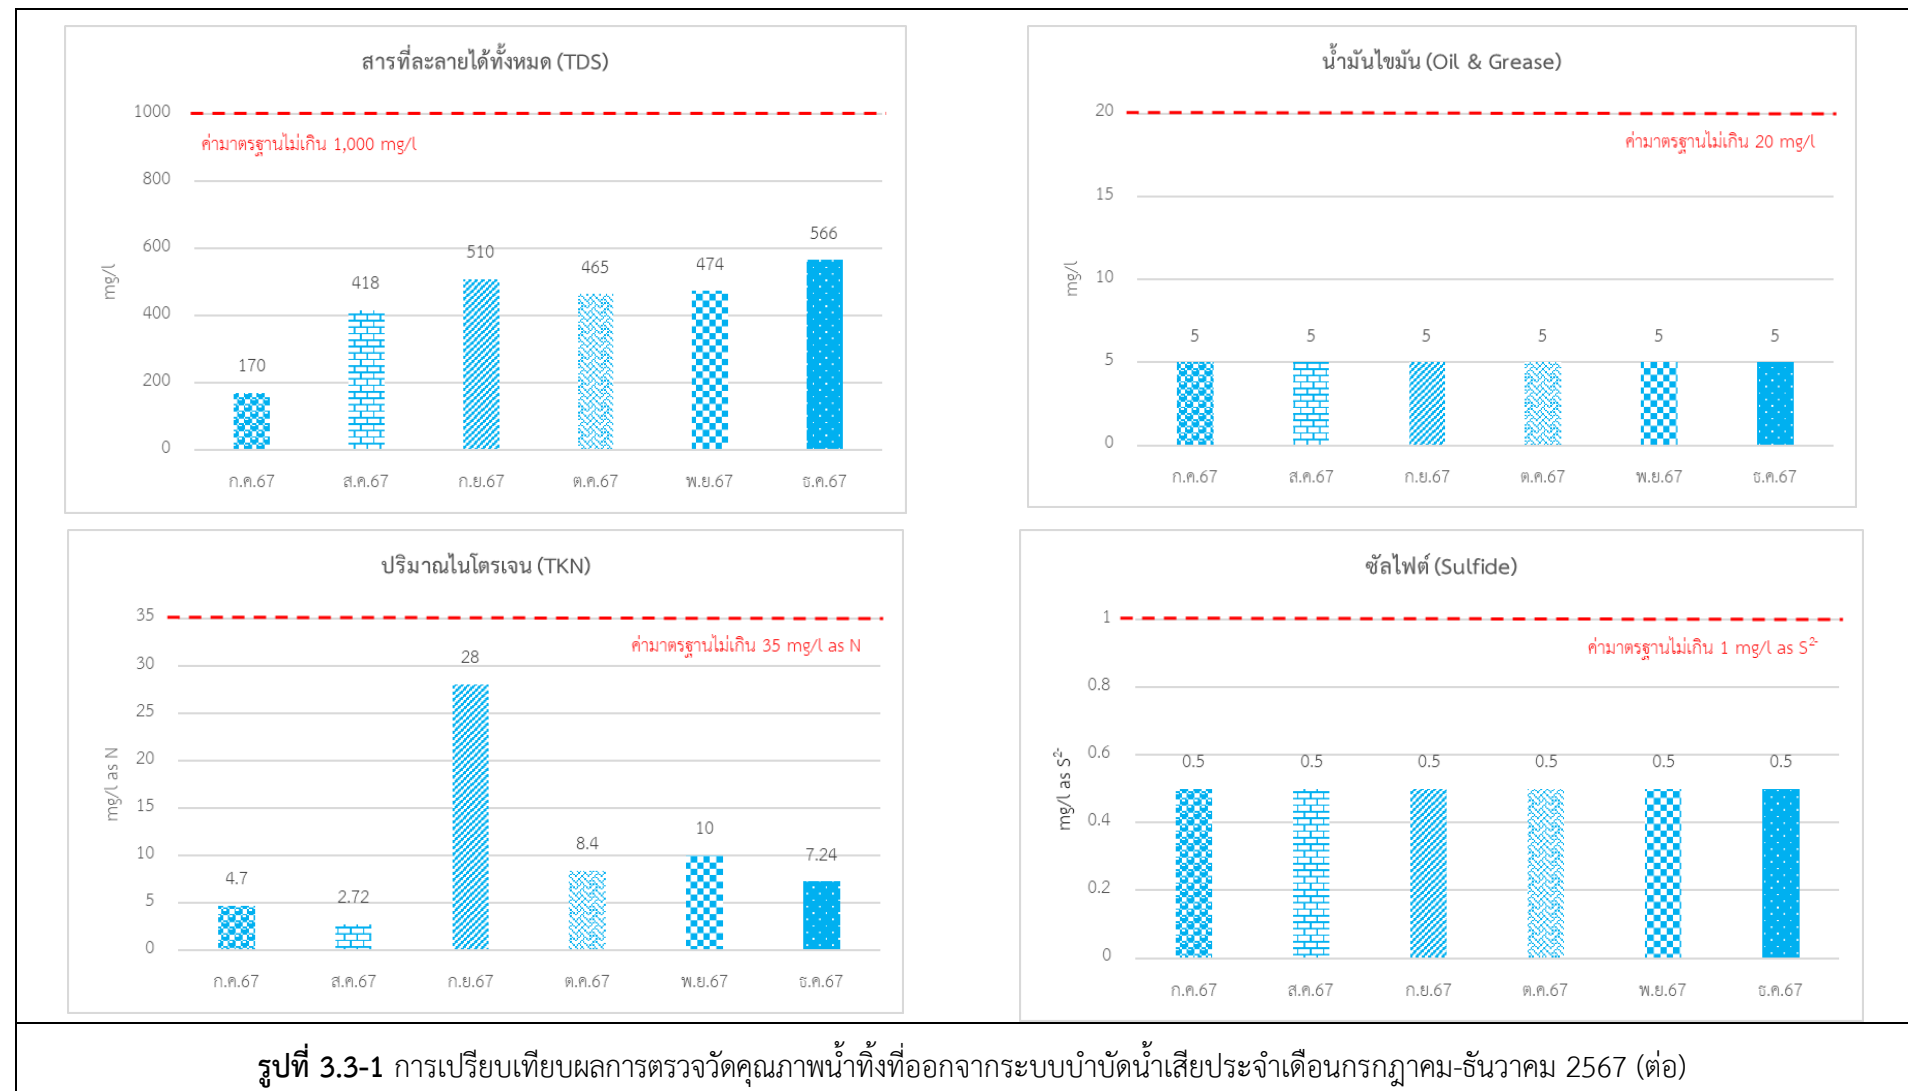 สารที่ละลายได้ทั้งหมด (TDS)
1000
ค่ามาตรฐานไม่เกิน 1,000 mg/l
800
600
400
200
0
mg/l
170
418
510
465
474
566
ก.ค.67 ส.ค.67 ก.ย.67 ต.ค.67 พ.ย.67 ธ.ค.67
น้ำมันไขมัน (Oil & Grease)
20
ค่ามาตรฐานไม่เกิน 20 mg/l
15
10
5
0
mg/l
5 5 5 5 5 5
ก.ค.67 ส.ค.67 ก.ย.67 ต.ค.67 พ.ย.67 ธ.ค.67
ปริมาณไนโตรเจน (TKN)
35
ค่ามาตรฐานไม่เกิน 35 mg/l as N
30
25
20
15
10
5
0
mg/l as N
4.7
2.72
28
8.4
10
7.24
ก.ค.67 ส.ค.67 ก.ย.67 ต.ค.67 พ.ย.67 ธ.ค.67
ซัลไฟต์ (Sulfide)
1
ค่ามาตรฐานไม่เกิน 1 mg/l as S²⁻
0.8
0.6
0.4
0.2
0
mg/l as S²⁻
0.5 0.5 0.5 0.5 0.5 0.5
ก.ค.67 ส.ค.67 ก.ย.67 ต.ค.67 พ.ย.67 ธ.ค.67
รูปที่ 3.3-1 การเปรียบเทียบผลการตรวจวัดคุณภาพน้ำทิ้งที่ออกจากระบบบำบัดน้ำเสียประจำเดือนกรกฎาคม-ธันวาคม 2567 (ต่อ)